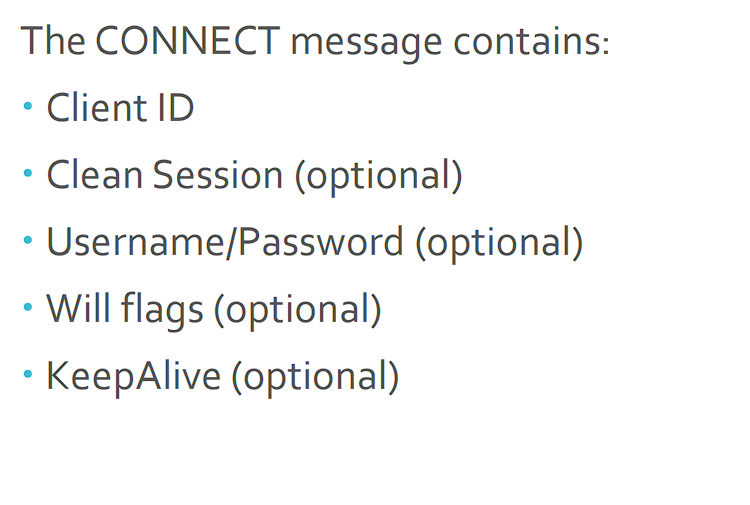 The CONNECT message contains:
• Client ID
• Clean Session (optional)
• Username/Password (optional)
• Will flags (optional)
• KeepAlive (optional)